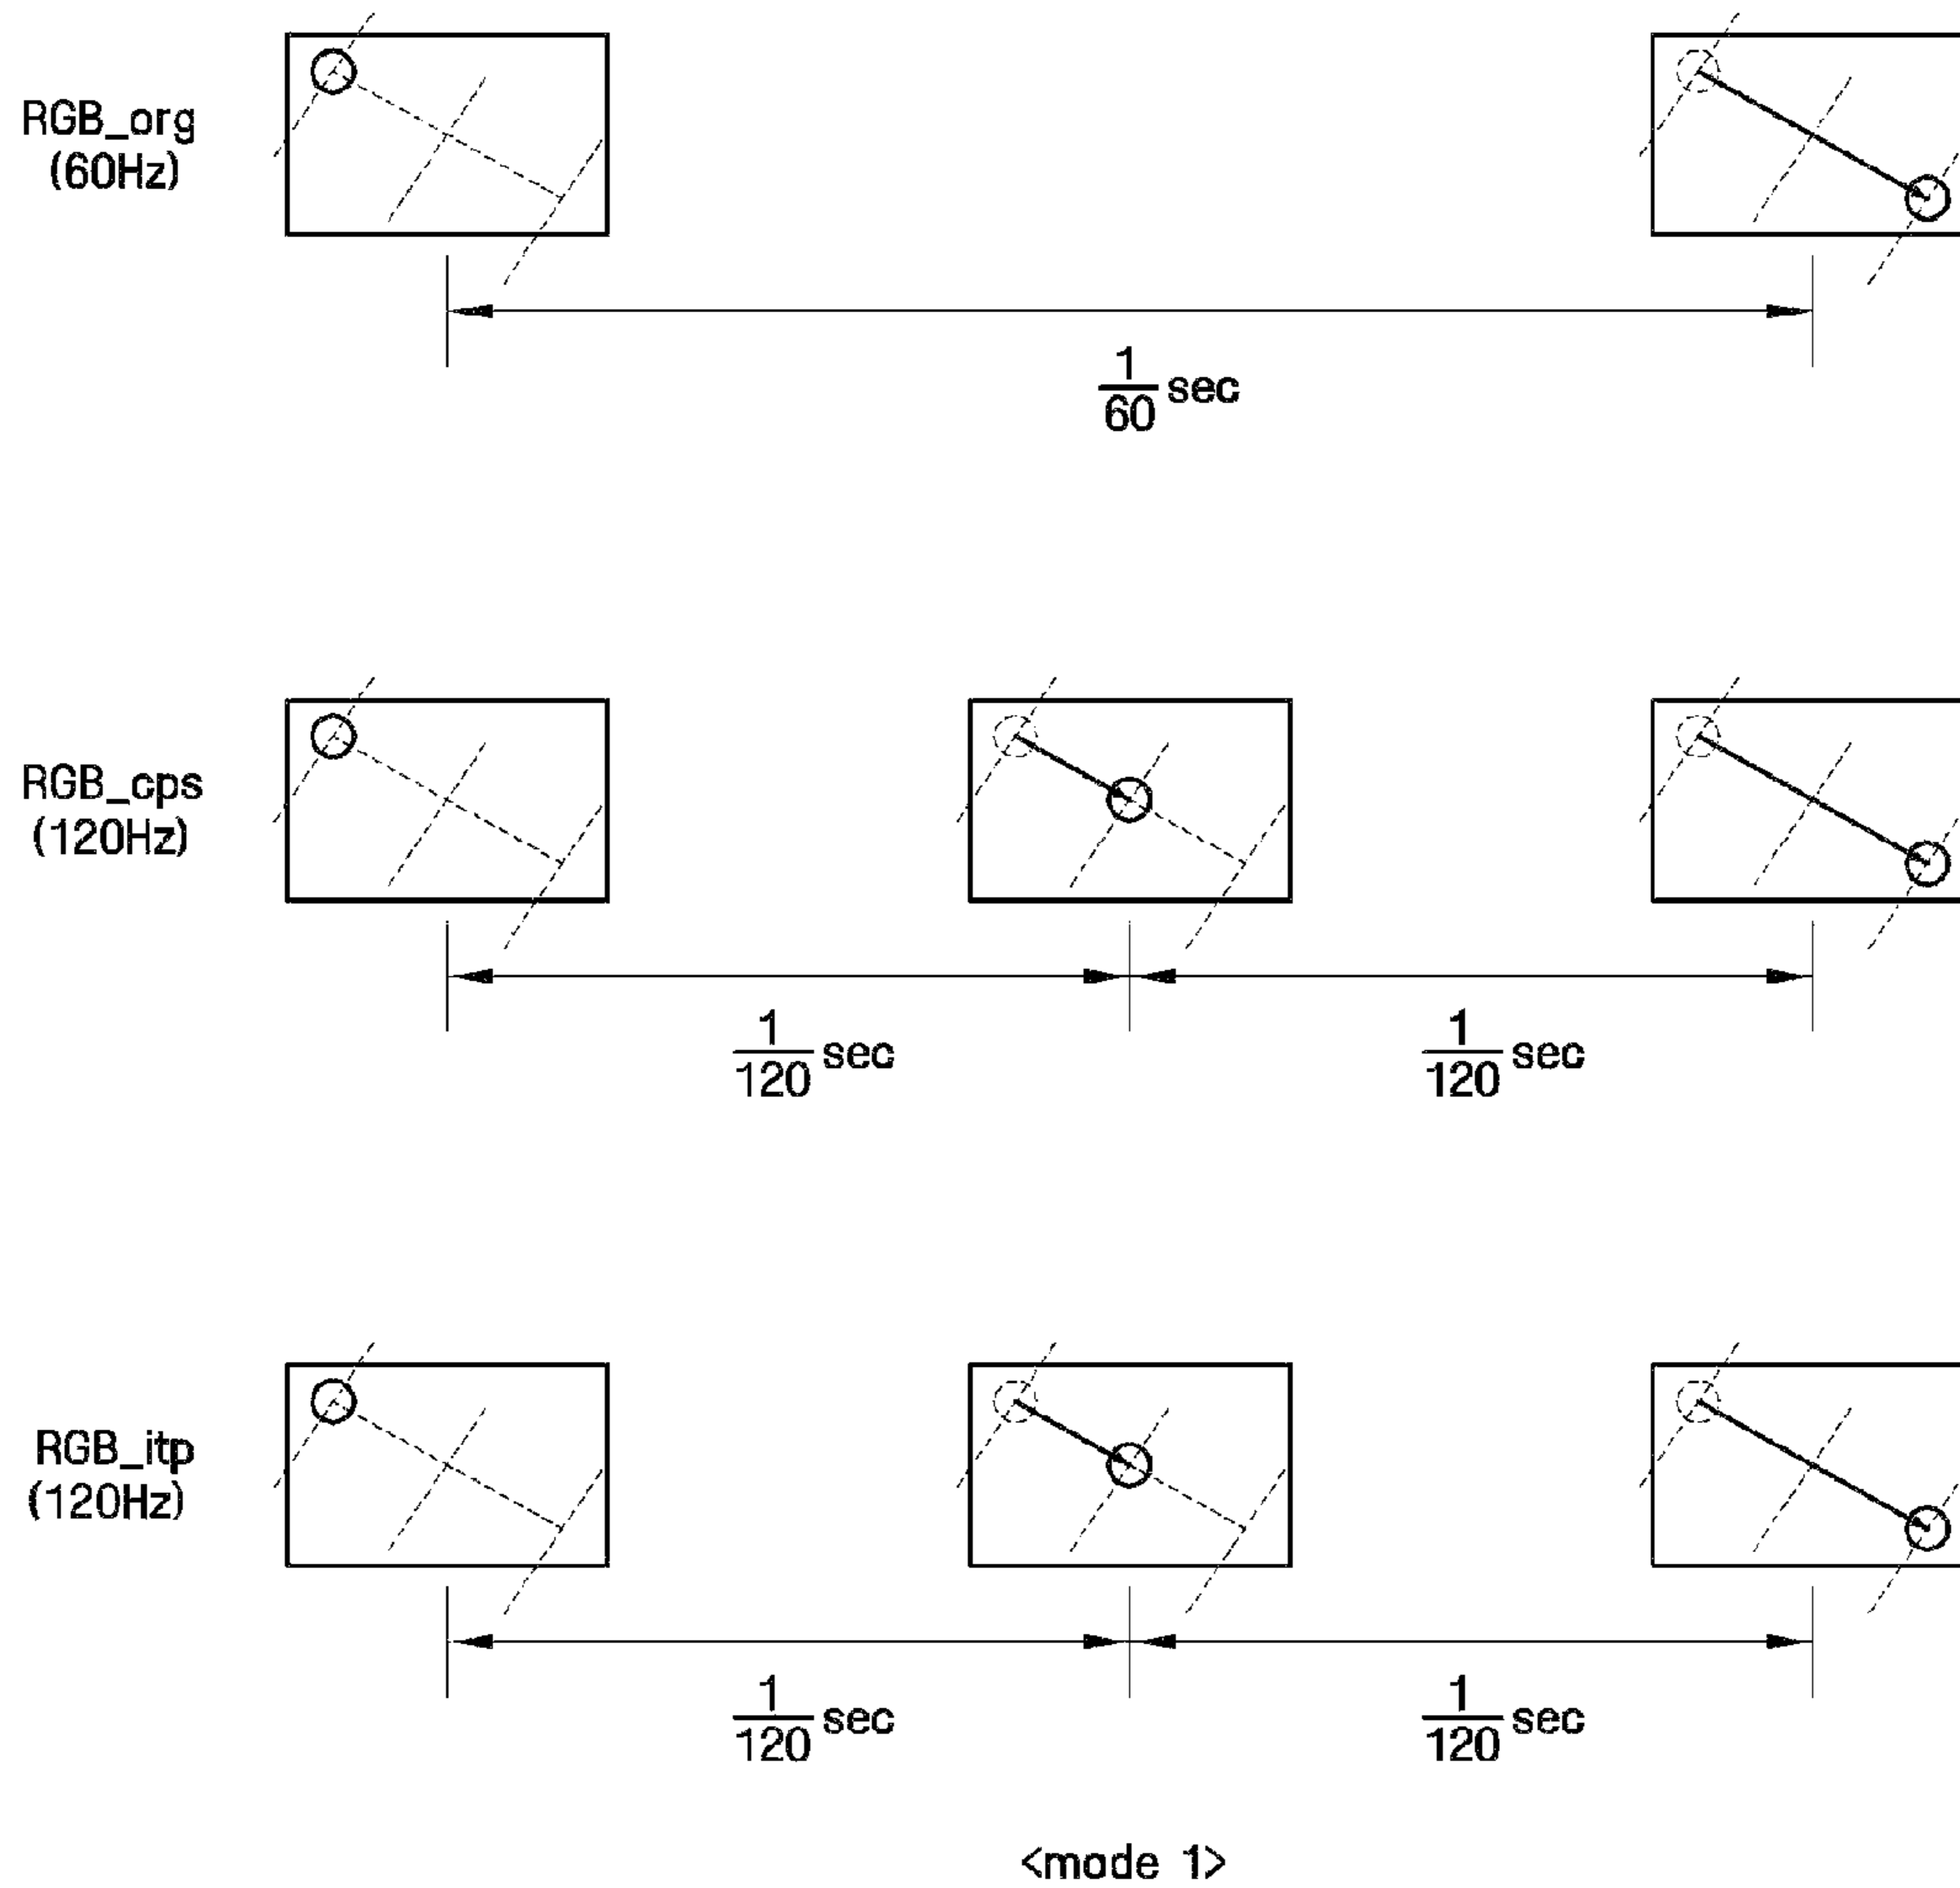 RGB_org
(60Hz)
1
60 sec
RGB_cps
(120Hz)
1
120 sec
1
120 sec
RGB_itp
(120Hz)
1
120 sec
1
120 sec
<mode 1>